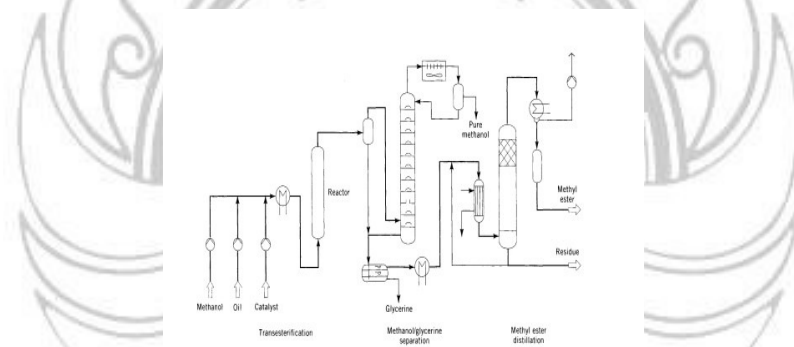 Pure
methanol
Reactor
Methyl
ester
Residue
Methanol
Oil
Catalyst
Glycerine
Transesterification
Methanol/glycerine
separation
Methyl ester
distillation